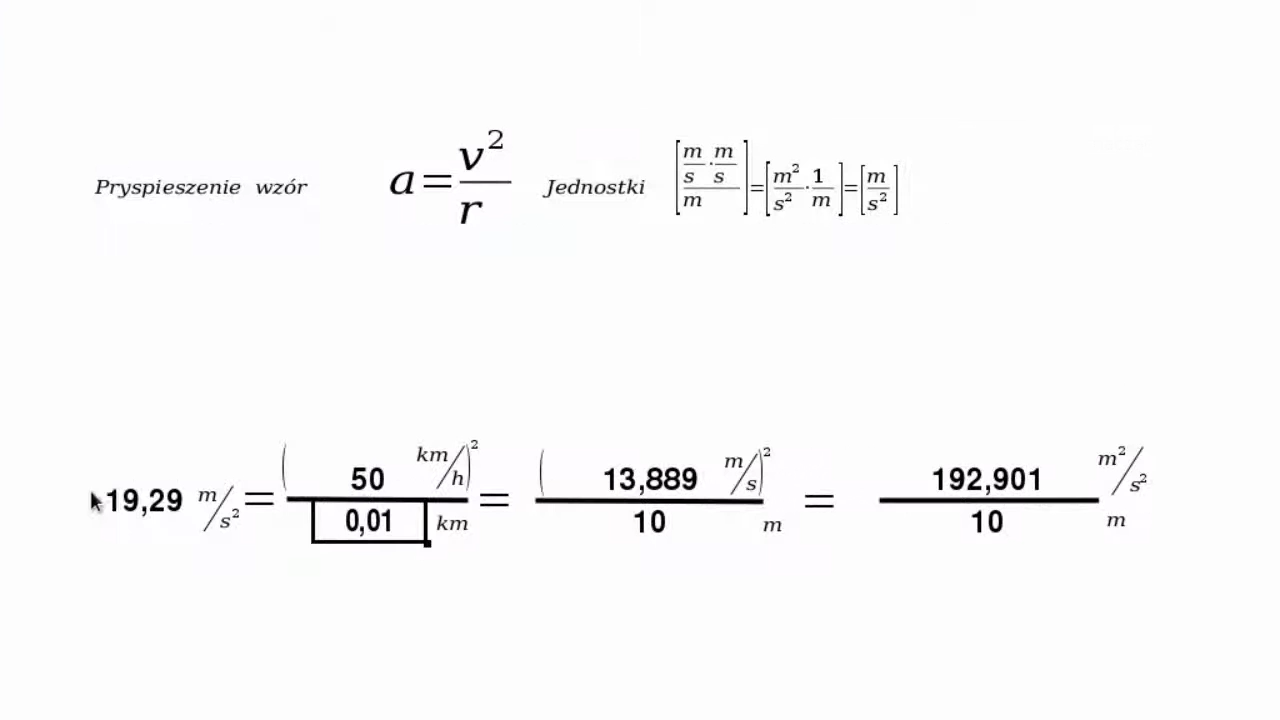 Pryspieszenie wzór a = v² / r Jednostki [m/s · m/s / m] = [m²/s² · 1/m] = [m/s²]
19,29 m/s² = (50 km/h)² / 0,01 km = (13,889 m/s)² / 10 m = 192,901 m²/s² / 10 m